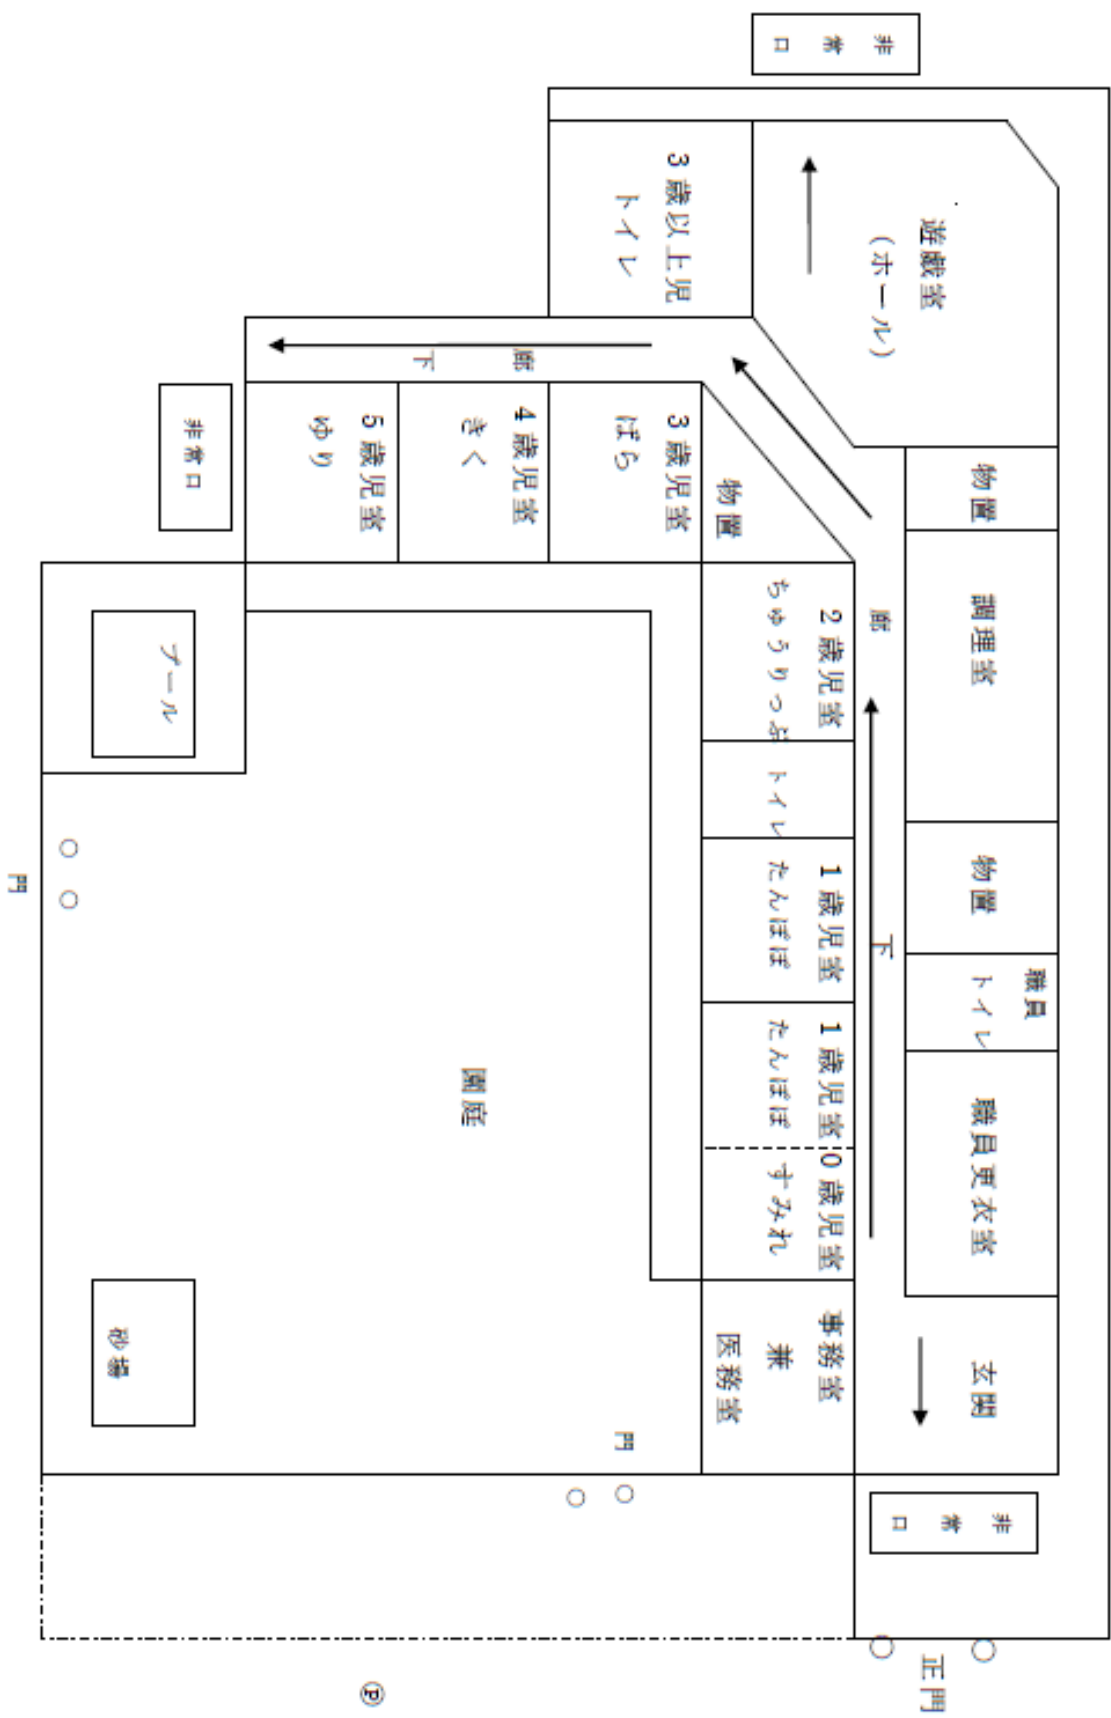 非常口
遊戯室
(ホール)
3歳以上児
トイレ
物置
調理室
物置
職員
トイレ
職員更衣室
玄関
非常口
正門
廊下
廊下
物置
2歳児室
ちゅうりっぷ
トイレ
1歳児室
たんぽぽ
1歳児室
たんぽぽ
0歳児室
すみれ
事務室
兼
医務室
3歳児室
ばら
4歳児室
きく
5歳児室
ゆり
非常口
門
園庭
プール
砂場
門
Ⓟ